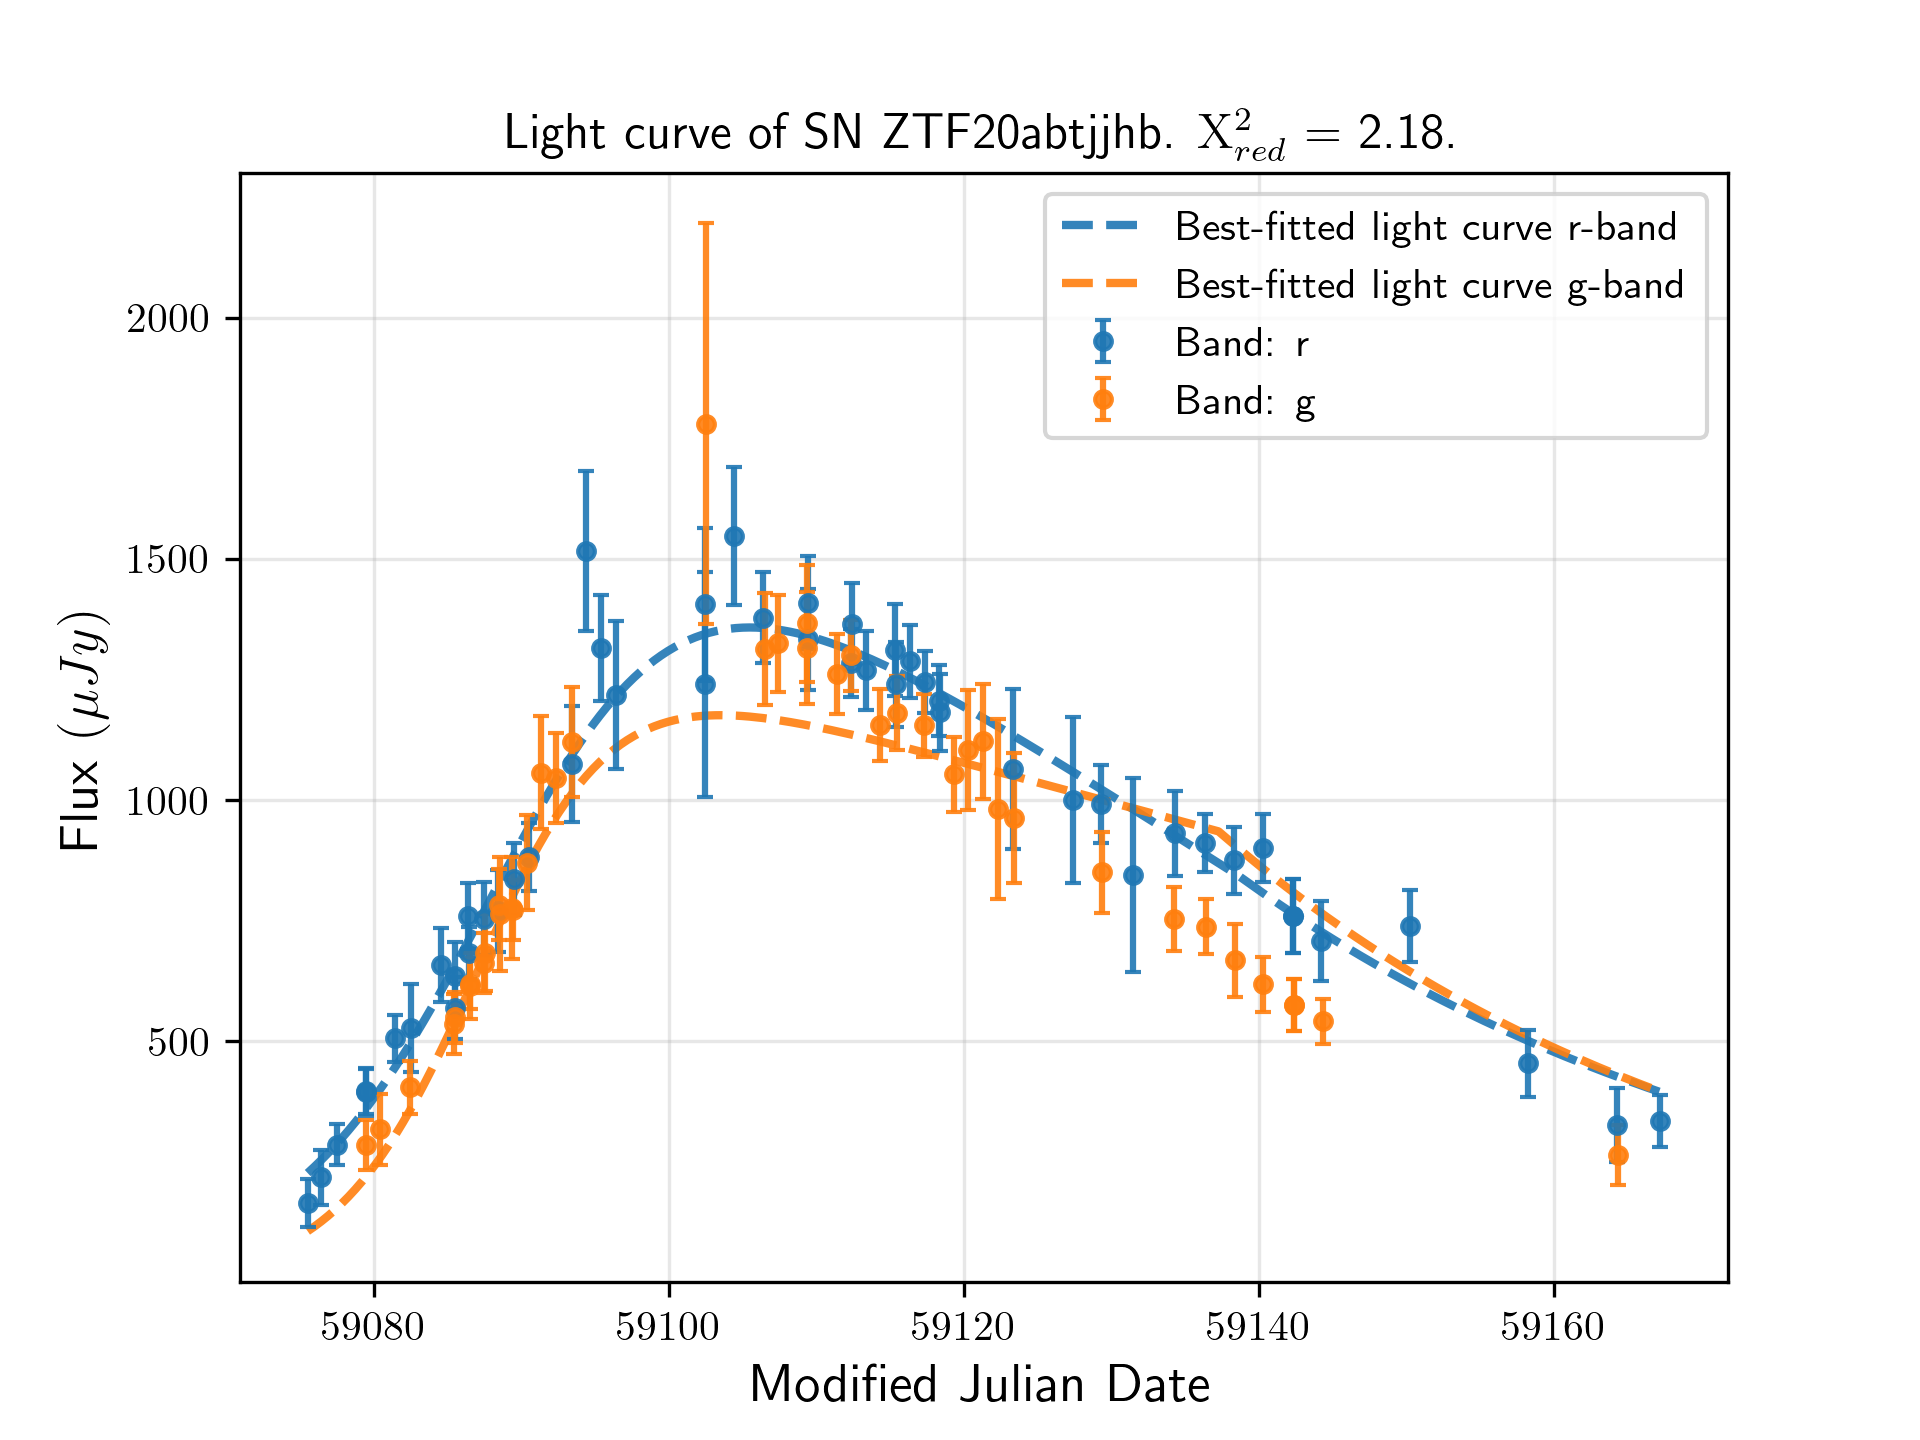 Light curve of SN ZTF20abtjjhb. X²red = 2.18.
Best-fitted light curve r-band
Best-fitted light curve g-band
Band: r
Band: g
Flux (μJy)
2000
1500
1000
500
59080 59100 59120 59140 59160
Modified Julian Date